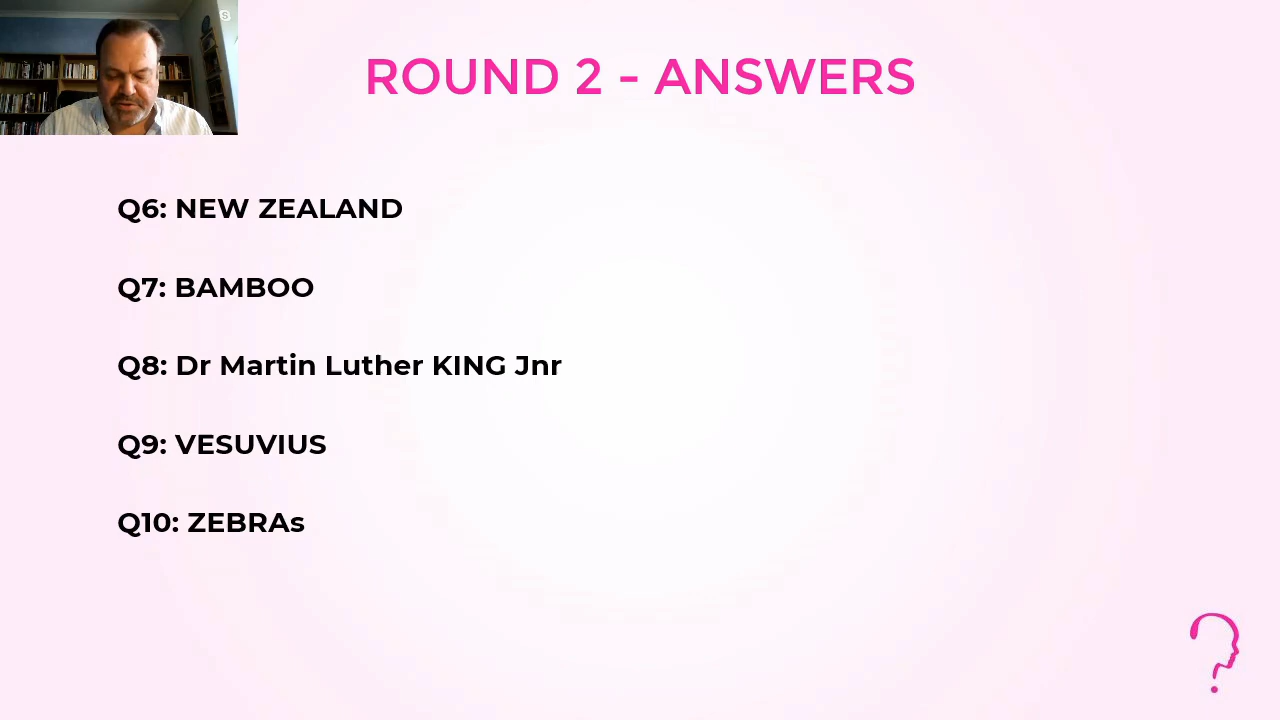 ROUND 2 - ANSWERS
Q6: NEW ZEALAND
Q7: BAMBOO
Q8: Dr Martin Luther KING Jnr
Q9: VESUVIUS
Q10: ZEBRAs